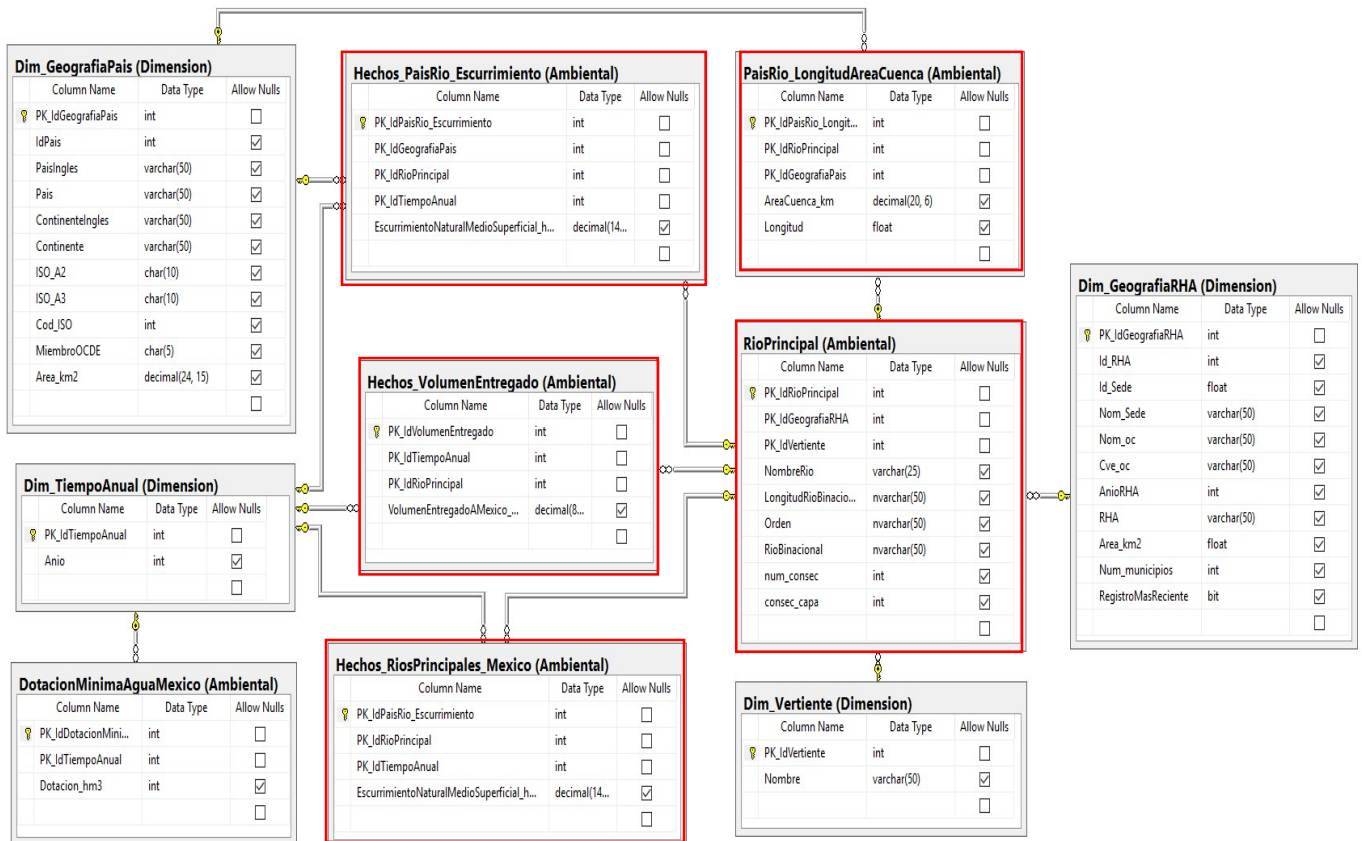 Dim_GeografiaPais (Dimension)
Column Name Data Type Allow Nulls
PK_IdGeografiaPais int
IdPais int
PaisIngles varchar(50)
Pais varchar(50)
ContinenteIngles varchar(50)
Continente varchar(50)
ISO_A2 char(10)
ISO_A3 char(10)
Cod_ISO int
MiembroOCDE char(5)
Area_km2 decimal(24, 15)
Hechos_PaisRio_Escurrimiento (Ambiental)
Column Name Data Type Allow Nulls
PK_IdPaisRio_Escurrimiento int
PK_IdGeografiaPais int
PK_IdRioPrincipal int
PK_IdTiempoAnual int
EscurrimientoNaturalMedioSuperficial_h... decimal(14...
PaisRio_LongitudAreaCuenca (Ambiental)
Column Name Data Type Allow Nulls
PK_IdPaisRio_Longit... int
PK_IdRioPrincipal int
PK_IdGeografiaPais int
AreaCuenca_km decimal(20, 6)
Longitud float
Dim_GeografiaRHA (Dimension)
Column Name Data Type Allow Nulls
PK_IdGeografiaRHA int
Id_RHA int
Id_Sede float
Nom_Sede varchar(50)
Nom_oc varchar(50)
Cve_oc varchar(50)
AnioRHA int
RHA varchar(50)
Area_km2 float
Num_municipios int
RegistroMasReciente bit
Hechos_VolumenEntregado (Ambiental)
Column Name Data Type Allow Nulls
PK_IdVolumenEntregado int
PK_IdTiempoAnual int
PK_IdRioPrincipal int
VolumenEntregadoAMexico_... decimal(8...
RioPrincipal (Ambiental)
Column Name Data Type Allow Nulls
PK_IdRioPrincipal int
PK_IdGeografiaRHA int
PK_IdVertiente int
NombreRio varchar(25)
LongitudRioBinacio... nvarchar(50)
Orden nvarchar(50)
RioBinacional nvarchar(50)
num_consec int
consec_capa int
Dim_TiempoAnual (Dimension)
Column Name Data Type Allow Nulls
PK_IdTiempoAnual int
Anio int
DotacionMinimaAguaMexico (Ambiental)
Column Name Data Type Allow Nulls
PK_IdDotacionMini... int
PK_IdTiempoAnual int
Dotacion_hm3 int
Hechos_RiosPrincipales_Mexico (Ambiental)
Column Name Data Type Allow Nulls
PK_IdPaisRio_Escurrimiento int
PK_IdRioPrincipal int
PK_IdTiempoAnual int
EscurrimientoNaturalMedioSuperficial_h... decimal(14...
Dim_Vertiente (Dimension)
Column Name Data Type Allow Nulls
PK_IdVertiente int
Nombre varchar(50)